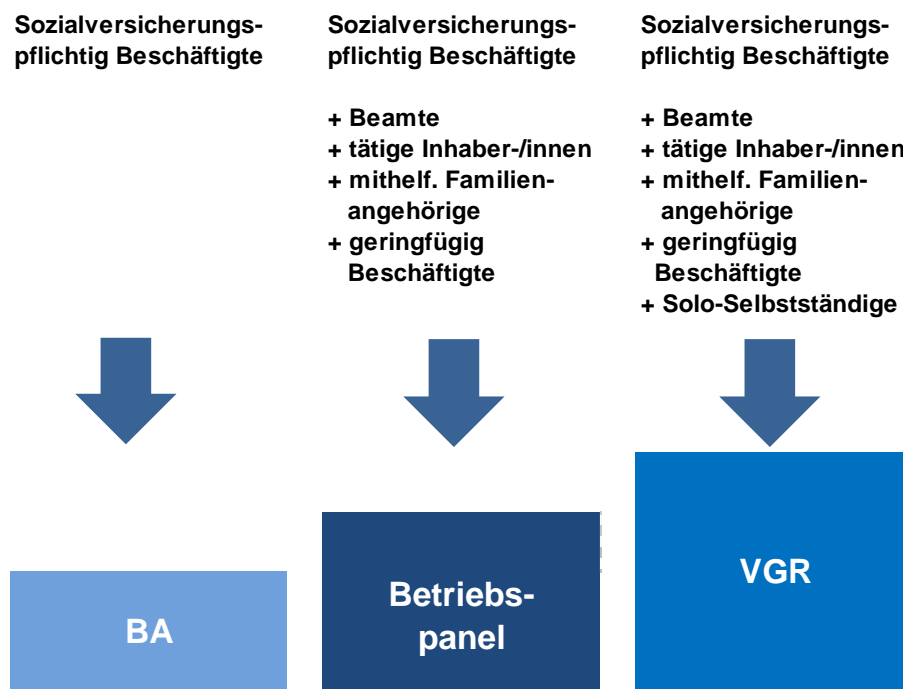 Sozialversicherungs-
pflichtig Beschäftigte
Sozialversicherungs-
pflichtig Beschäftigte
+ Beamte
+ tätige Inhaber-/innen
+ mithelf. Familien-
angehörige
+ geringfügig
Beschäftigte
Sozialversicherungs-
pflichtig Beschäftigte
+ Beamte
+ tätige Inhaber-/innen
+ mithelf. Familien-
angehörige
+ geringfügig
Beschäftigte
+ Solo-Selbstständige
BA
Betriebs-
panel
VGR